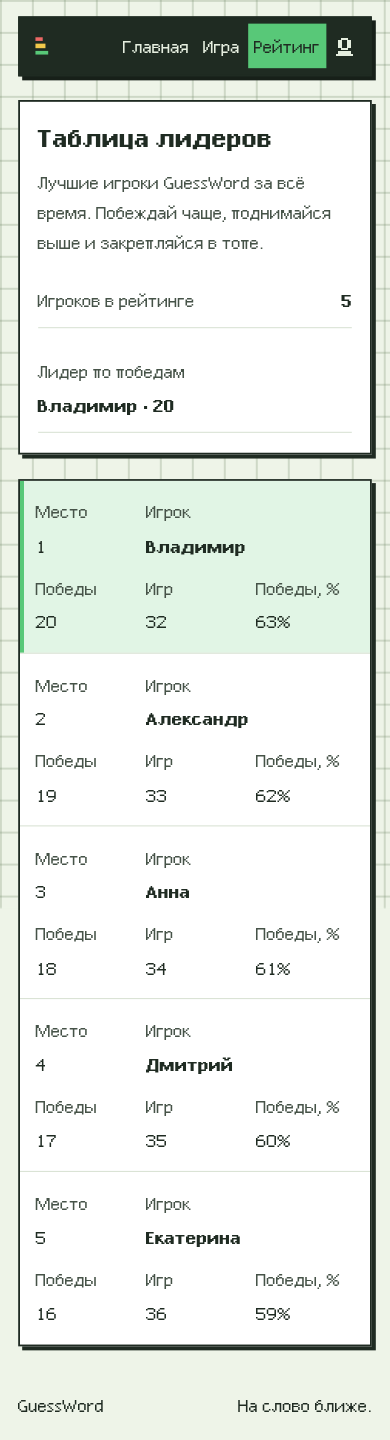 Главная Игра Рейтинг
Таблица лидеров
Лучшие игроки GuessWord за всё
время. Побеждай чаще, поднимайся
выше и закрепляйся в топе.
Игроков в рейтинге 5
Лидер по победам
Владимир · 20
Место Игрок
1 Владимир
Победы Игр Победы, %
20 32 63%
Место Игрок
2 Александр
Победы Игр Победы, %
19 33 62%
Место Игрок
3 Анна
Победы Игр Победы, %
18 34 61%
Место Игрок
4 Дмитрий
Победы Игр Победы, %
17 35 60%
Место Игрок
5 Екатерина
Победы Игр Победы, %
16 36 59%
GuessWord На слово ближе.